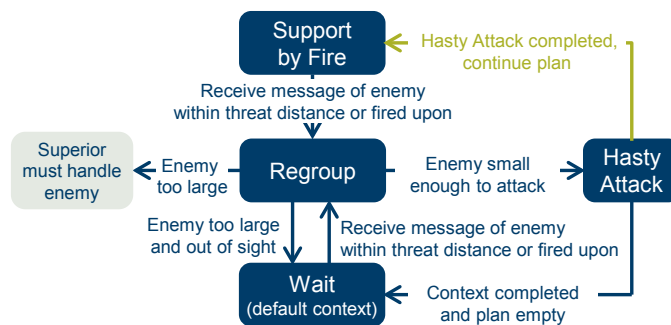 Support
by Fire
Hasty Attack completed,
continue plan
Receive message of enemy
within threat distance or fired upon
Superior
must handle
enemy
Enemy
too large
Regroup
Enemy small
enough to attack
Hasty
Attack
Enemy too large
and out of sight
Receive message of enemy
within threat distance or fired upon
Wait
(default context)
Context completed
and plan empty